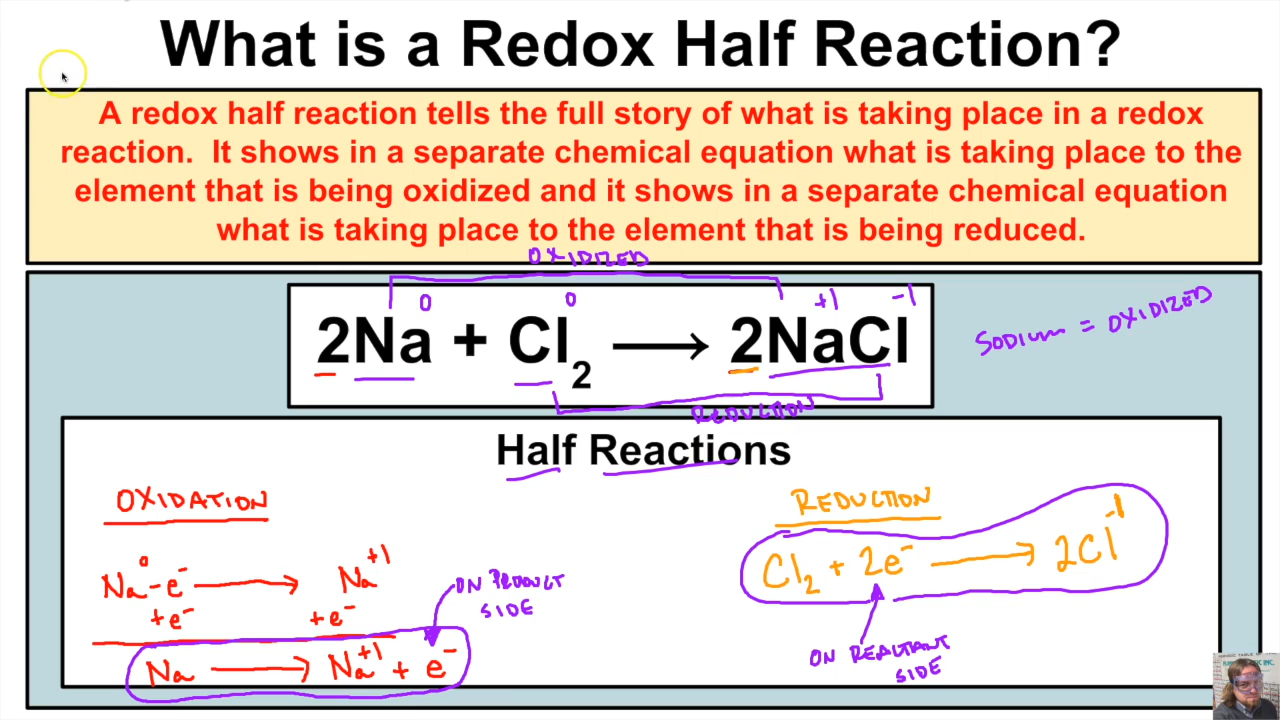 What is a Redox Half Reaction?
A redox half reaction tells the full story of what is taking place in a redox
reaction. It shows in a separate chemical equation what is taking place to the
element that is being oxidized and it shows in a separate chemical equation
what is taking place to the element that is being reduced.
OXIDIZED
0 0 +1 -1
2Na + Cl₂ ⟶ 2NaCl
SODIUM = OXIDIZED
REDUCTION
Half Reactions
OXIDATION
Na⁰ - e⁻ ⟶ Na⁺¹
+e⁻ +e⁻
Na ⟶ Na⁺¹ + e⁻
ON PRODUCT
SIDE
REDUCTION
Cl₂ + 2e⁻ ⟶ 2Cl⁻¹
ON REACTANT
SIDE